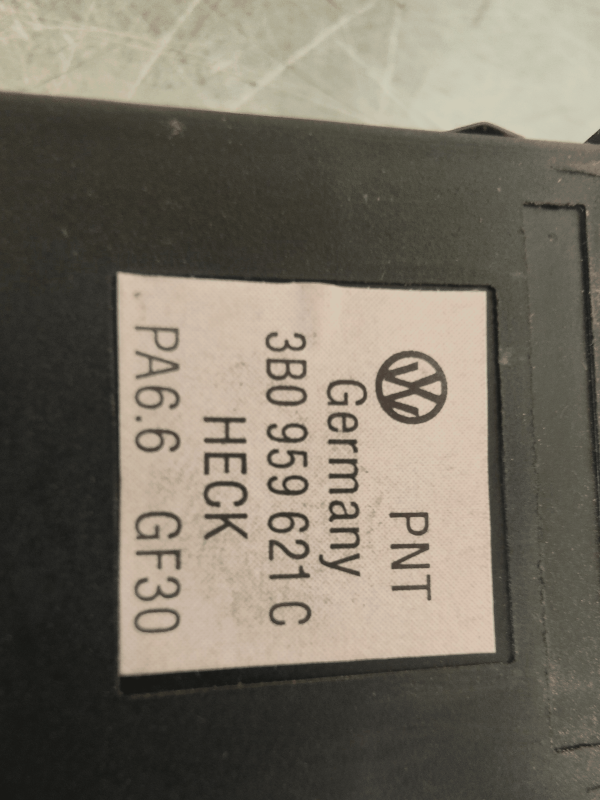 PNT
Germany
3B0 959 621 C
HECK
PA6.6 GF30